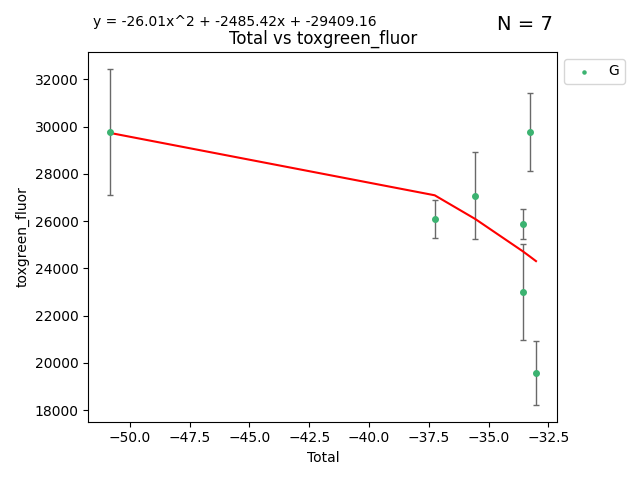 y = -26.01x^2 + -2485.42x + -29409.16
N = 7
Total vs toxgreen_fluor
G
32000
30000
28000
26000
24000
22000
20000
18000
toxgreen_fluor
−50.0 −47.5 −45.0 −42.5 −40.0 −37.5 −35.0 −32.5
Total